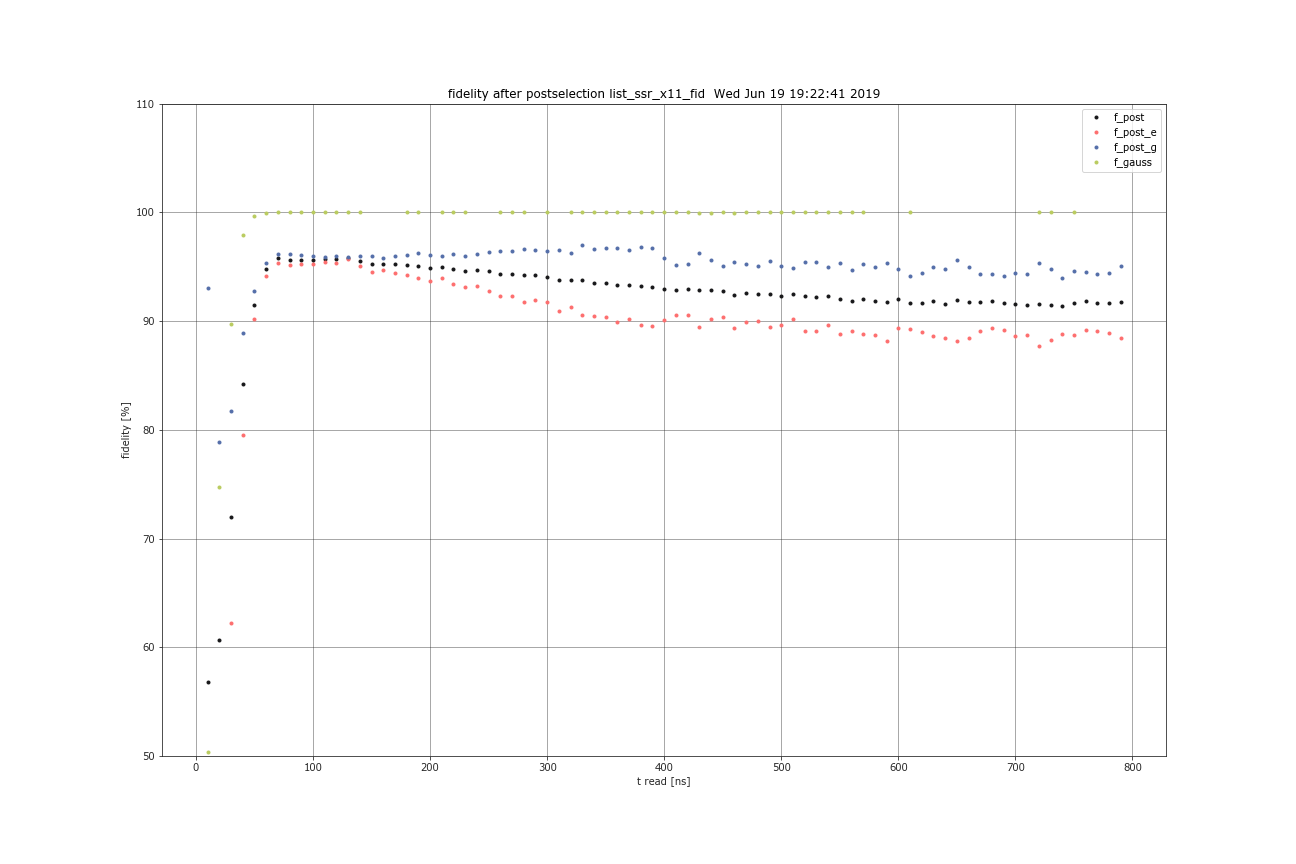 fidelity after postselection list_ssr_x11_fid  Wed Jun 19 19:22:41 2019
110
100
90
80
70
60
50
fidelity [%]
f_post
f_post_e
f_post_g
f_gauss
0 100 200 300 400 500 600 700 800
t read [ns]